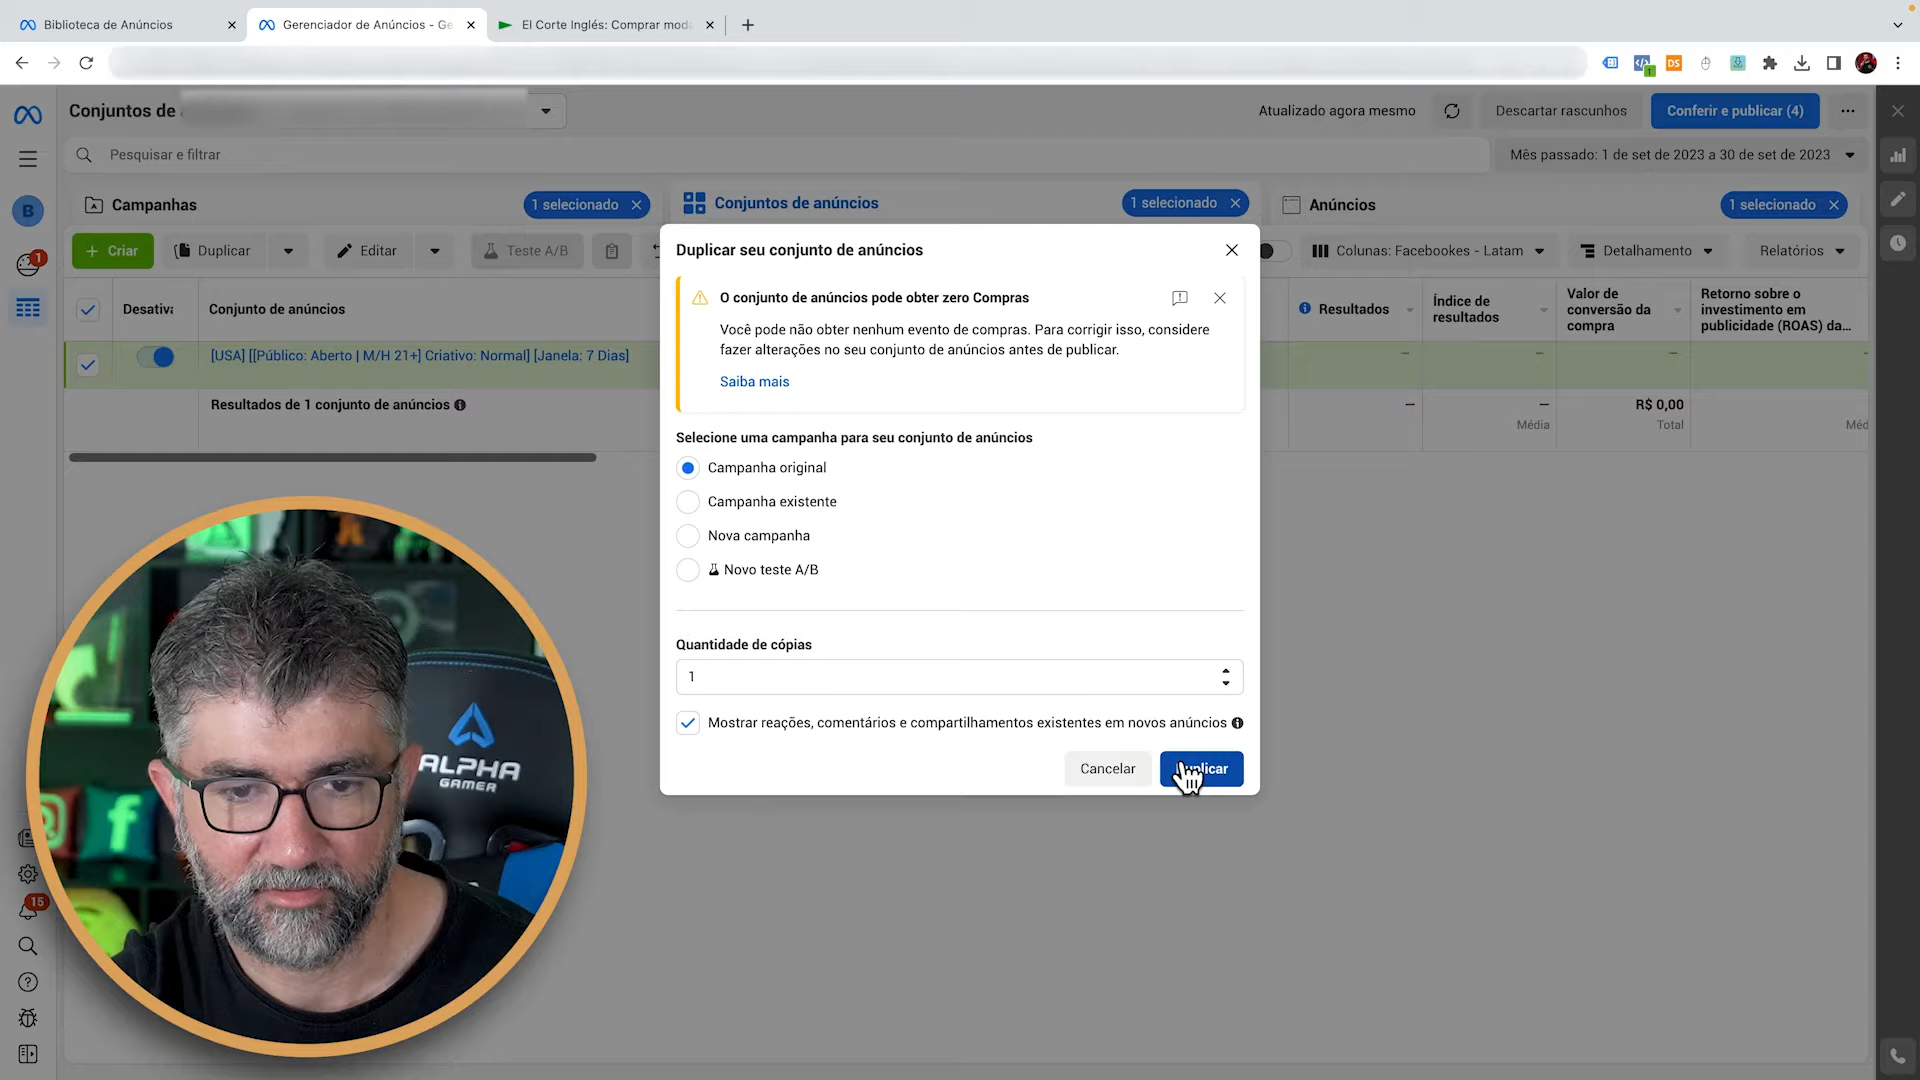 Biblioteca de Anúncios
Gerenciador de Anúncios - Ge
El Corte Inglés: Comprar moda
DS
1
Conjuntos de
Atualizado agora mesmo
Descartar rascunhos
Conferir e publicar (4)
Pesquisar e filtrar
Mês passado: 1 de set de 2023 a 30 de set de 2023
B
Campanhas
1 selecionado
Conjuntos de anúncios
1 selecionado
Anúncios
1 selecionado
+ Criar
Duplicar
Editar
Teste A/B
Colunas: Facebookes - Latam
Detalhamento
Relatórios
1
Desativa
Conjunto de anúncios
Resultados
Índice de
resultados
Valor de
conversão da
compra
Retorno sobre o
investimento em
publicidade (ROAS) da...
[USA] [[Público: Aberto | M/H 21+] Criativo: Normal] [Janela: 7 Dias]
—
—
—
Resultados de 1 conjunto de anúncios
—
—
Média
R$ 0,00
Total
Méd
Duplicar seu conjunto de anúncios
O conjunto de anúncios pode obter zero Compras
Você pode não obter nenhum evento de compras. Para corrigir isso, considere
fazer alterações no seu conjunto de anúncios antes de publicar.
Saiba mais
Selecione uma campanha para seu conjunto de anúncios
Campanha original
Campanha existente
Nova campanha
Novo teste A/B
Quantidade de cópias
1
Mostrar reações, comentários e compartilhamentos existentes em novos anúncios
Cancelar
Duplicar
ALPHA
GAMER
15